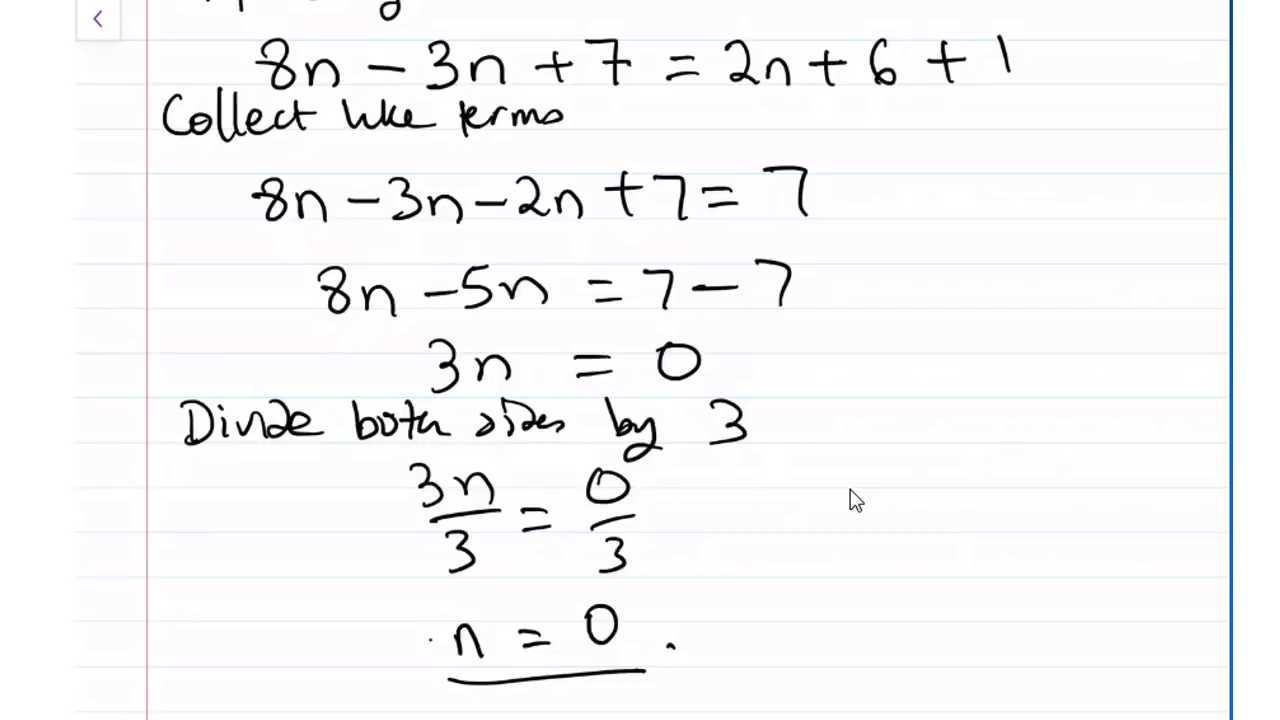 8n - 3n + 7 = 2n + 6 + 1
Collect like terms
8n - 3n - 2n + 7 = 7
8n - 5n = 7 - 7
3n = 0
Divide both sides by 3
3n/3 = 0/3
n = 0.